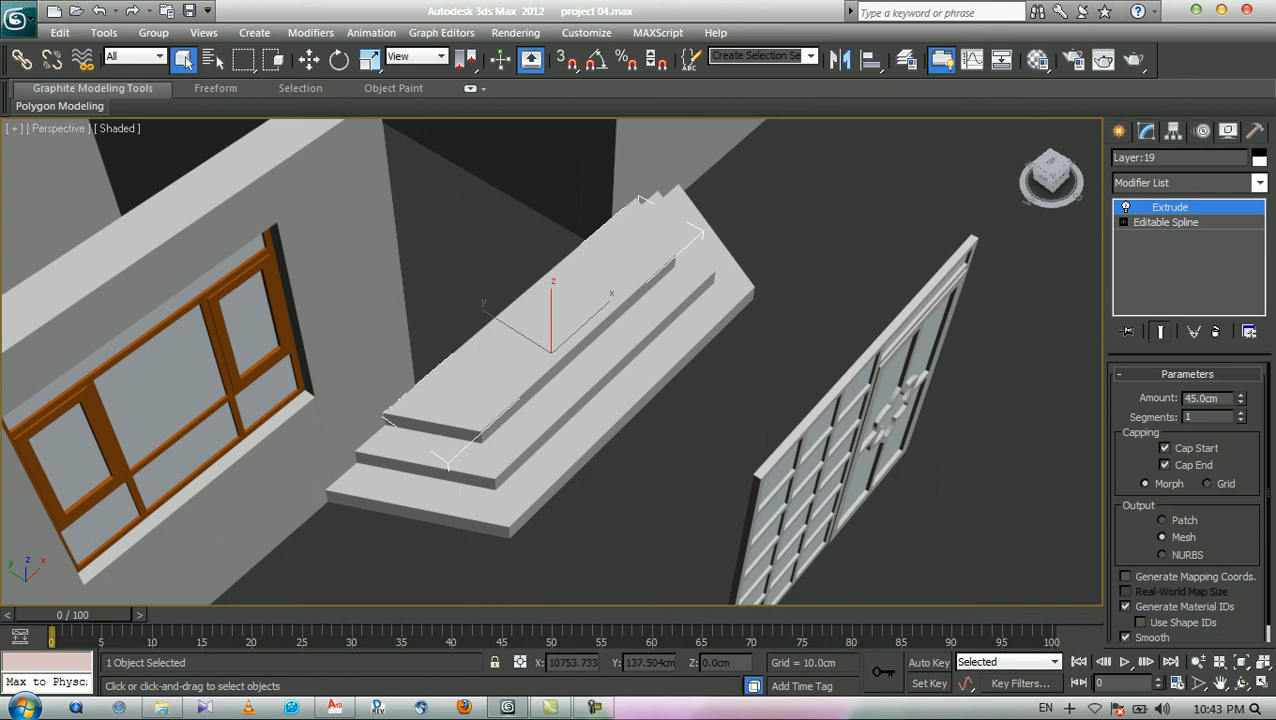 Autodesk 3ds Max 2012 project 04.max
Type a keyword or phrase
Edit Tools Group Views Create Modifiers Animation Graph Editors Rendering Customize MAXScript Help
All View Create Selection Se
Graphite Modeling Tools Freeform Selection Object Paint
Polygon Modeling
[ + ] [ Perspective ] [ Shaded ]
Layer:19
Modifier List
Extrude
Editable Spline
z
x
y
Parameters
Amount: 45.0cm
Segments: 1
Capping
Cap Start
Cap End
Morph Grid
Output
Patch
Mesh
NURBS
Generate Mapping Coords.
Real-World Map Size
Generate Material IDs
Use Shape IDs
Smooth
z
y x
0 / 100
0 5 10 15 20 25 30 35 40 45 50 55 60 65 70 75 80 85 90 95 100
1 Object Selected X: 10753.733 Y: 137.504cm Z: 0.0cm Grid = 10.0cm Auto Key Selected
Max to Physc Click or click-and-drag to select objects Add Time Tag Set Key Key Filters... 0
EN 10:43 PM